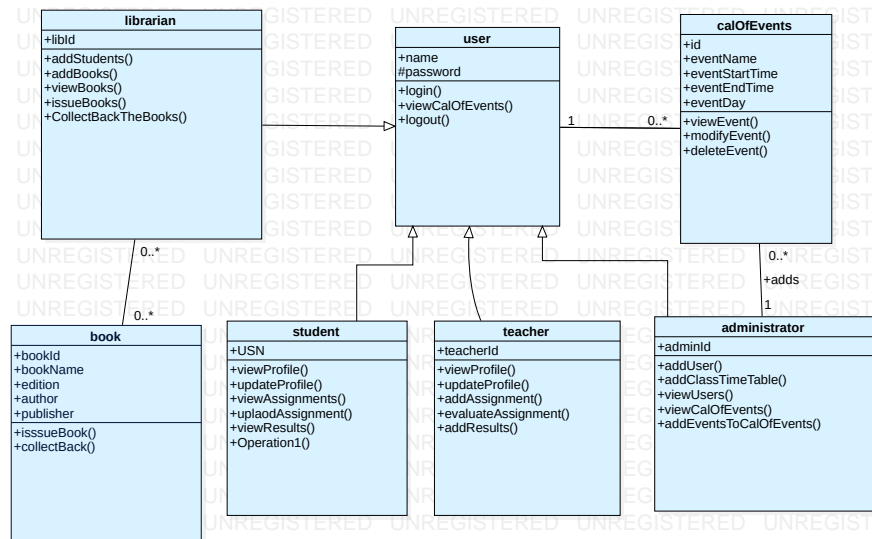 librarian
+libId
+addStudents()
+addBooks()
+viewBooks()
+issueBooks()
+CollectBackTheBooks()
user
+name
#password
+login()
+viewCalOfEvents()
+logout()
1
0..*
calOfEvents
+id
+eventName
+eventStartTime
+eventEndTime
+eventDay
+viewEvent()
+modifyEvent()
+deleteEvent()
0..*
0..*
0..*
+adds
1
book
+bookId
+bookName
+edition
+author
+publisher
+isssueBook()
+collectBack()
student
+USN
+viewProfile()
+updateProfile()
+viewAssignments()
+uplaodAssignment()
+viewResults()
+Operation1()
teacher
+teacherId
+viewProfile()
+updateProfile()
+addAssignment()
+evaluateAssignment()
+addResults()
administrator
+adminId
+addUser()
+addClassTimeTable()
+viewUsers()
+viewCalOfEvents()
+addEventsToCalOfEvents()
UNREGISTERED